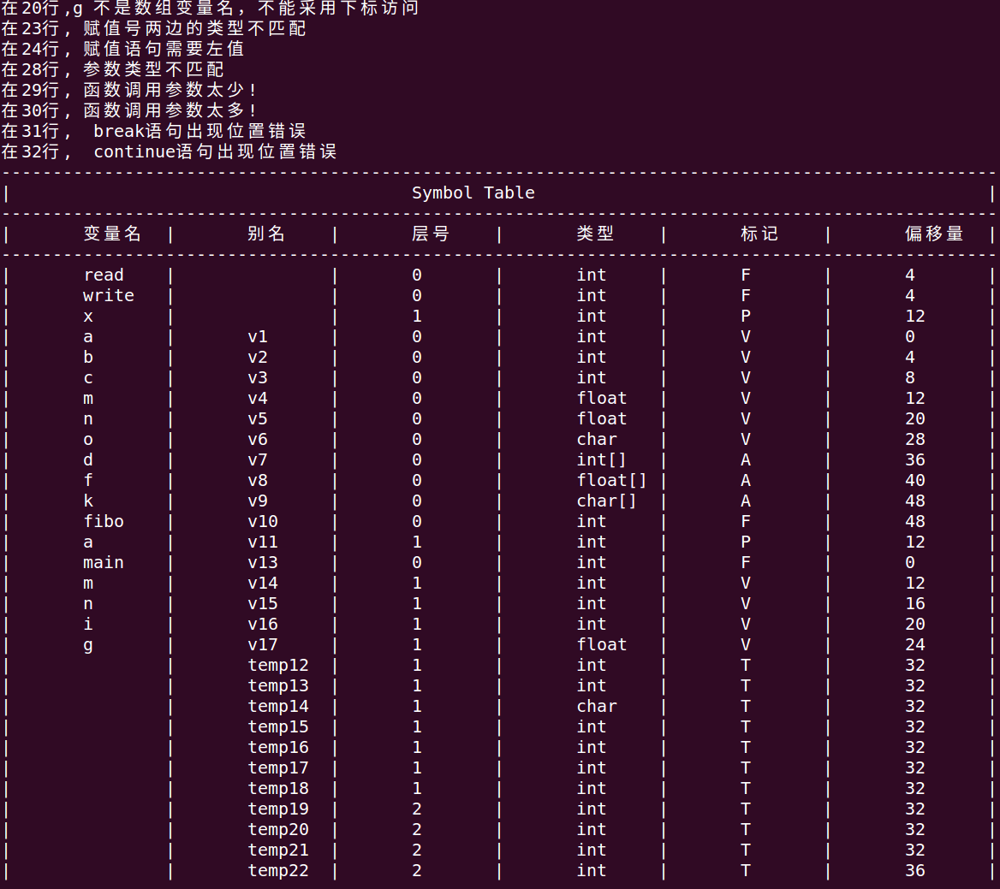 在20行,g 不是数组变量名，不能采用下标访问
在23行，赋值号两边的类型不匹配
在24行，赋值语句需要左值
在28行，参数类型不匹配
在29行，函数调用参数太少!
在30行，函数调用参数太多!
在31行， break语句出现位置错误
在32行， continue语句出现位置错误
-------------------------------------------------------------------------------------------------
| Symbol Table |
-------------------------------------------------------------------------------------------------
| 变量名 | 别名 | 层号 | 类型 | 标记 | 偏移量 |
-------------------------------------------------------------------------------------------------
| read | | 0 | int | F | 4 |
| write | | 0 | int | F | 4 |
| x | | 1 | int | P | 12 |
| a | v1 | 0 | int | V | 0 |
| b | v2 | 0 | int | V | 4 |
| c | v3 | 0 | int | V | 8 |
| m | v4 | 0 | float | V | 12 |
| n | v5 | 0 | float | V | 20 |
| o | v6 | 0 | char | V | 28 |
| d | v7 | 0 | int[] | A | 36 |
| f | v8 | 0 | float[] | A | 40 |
| k | v9 | 0 | char[] | A | 48 |
| fibo | v10 | 0 | int | F | 48 |
| a | v11 | 1 | int | P | 12 |
| main | v13 | 0 | int | F | 0 |
| m | v14 | 1 | int | V | 12 |
| n | v15 | 1 | int | V | 16 |
| i | v16 | 1 | int | V | 20 |
| g | v17 | 1 | float | V | 24 |
| | temp12 | 1 | int | T | 32 |
| | temp13 | 1 | int | T | 32 |
| | temp14 | 1 | char | T | 32 |
| | temp15 | 1 | int | T | 32 |
| | temp16 | 1 | int | T | 32 |
| | temp17 | 1 | int | T | 32 |
| | temp18 | 1 | int | T | 32 |
| | temp19 | 2 | int | T | 32 |
| | temp20 | 2 | int | T | 32 |
| | temp21 | 2 | int | T | 32 |
| | temp22 | 2 | int | T | 36 |